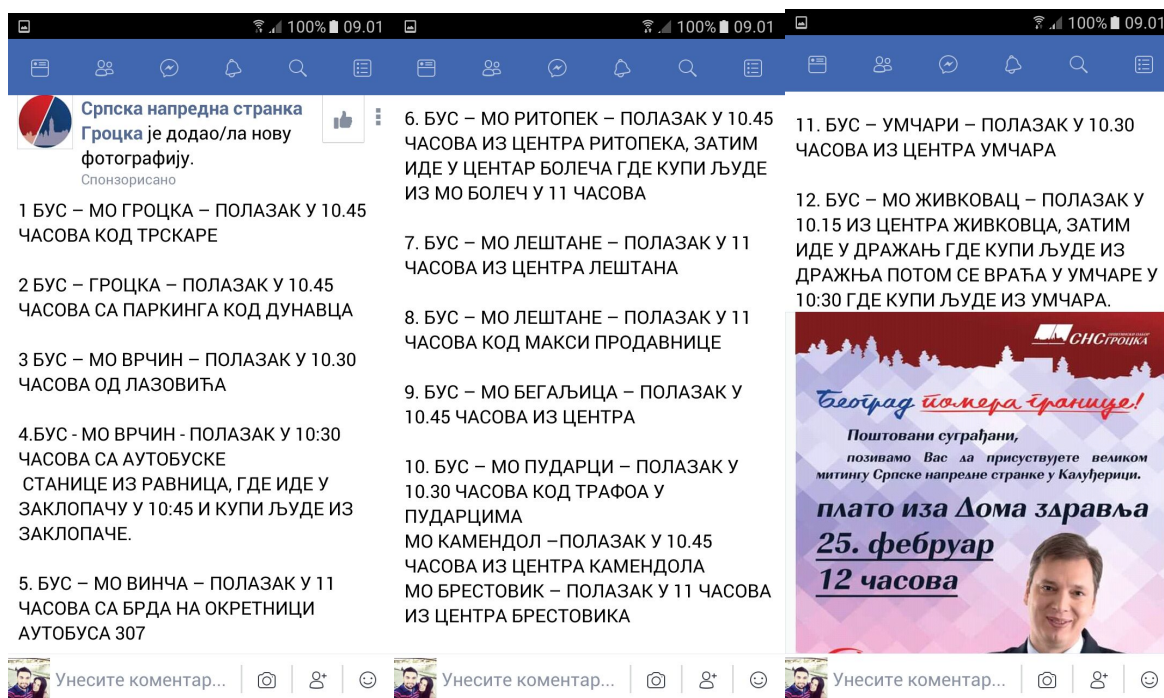 100% 09.01
Српска напредна странка
Гроцка је додао/ла нову
фотографију.
Спонзорисано
1 БУС – МО ГРОЦКА – ПОЛАЗАК У 10.45
ЧАСОВА КОД ТРСКАРЕ
2 БУС – ГРОЦКА – ПОЛАЗАК У 10.45
ЧАСОВА СА ПАРКИНГА КОД ДУНАВЦА
3 БУС – МО ВРЧИН – ПОЛАЗАК У 10.30
ЧАСОВА ОД ЛАЗОВИЋА
4.БУС - МО ВРЧИН - ПОЛАЗАК У 10:30
ЧАСОВА СА АУТОБУСКЕ
СТАНИЦЕ ИЗ РАВНИЦА, ГДЕ ИДЕ У
ЗАКЛОПАЧУ У 10:45 И КУПИ ЉУДЕ ИЗ
ЗАКЛОПАЧЕ.
5. БУС – МО ВИНЧА – ПОЛАЗАК У 11
ЧАСОВА СА БРДА НА ОКРЕТНИЦИ
АУТОБУСА 307
Унесите коментар...
100% 09.01
6. БУС – МО РИТОПЕК – ПОЛАЗАК У 10.45
ЧАСОВА ИЗ ЦЕНТРА РИТОПЕКА, ЗАТИМ
ИДЕ У ЦЕНТАР БОЛЕЧА ГДЕ КУПИ ЉУДЕ
ИЗ МО БОЛЕЧ У 11 ЧАСОВА
7. БУС – МО ЛЕШТАНЕ – ПОЛАЗАК У 11
ЧАСОВА ИЗ ЦЕНТРА ЛЕШТАНА
8. БУС – МО ЛЕШТАНЕ – ПОЛАЗАК У 11
ЧАСОВА КОД МАКСИ ПРОДАВНИЦЕ
9. БУС – МО БЕГАЉИЦА – ПОЛАЗАК У
10.45 ЧАСОВА ИЗ ЦЕНТРА
10. БУС – МО ПУДАРЦИ – ПОЛАЗАК У
10.30 ЧАСОВА КОД ТРАФОА У
ПУДАРЦИМА
МО КАМЕНДОЛ –ПОЛАЗАК У 10.45
ЧАСОВА ИЗ ЦЕНТРА КАМЕНДОЛА
МО БРЕСТОВИК – ПОЛАЗАК У 11 ЧАСОВА
ИЗ ЦЕНТРА БРЕСТОВИКА
Унесите коментар...
100% 09.01
11. БУС – УМЧАРИ – ПОЛАЗАК У 10.30
ЧАСОВА ИЗ ЦЕНТРА УМЧАРА
12. БУС – МО ЖИВКОВАЦ – ПОЛАЗАК У
10.15 ИЗ ЦЕНТРА ЖИВКОВЦА, ЗАТИМ
ИДЕ У ДРАЖАЊ ГДЕ КУПИ ЉУДЕ ИЗ
ДРАЖЊА ПОТОМ СЕ ВРАЋА У УМЧАРЕ У
10:30 ГДЕ КУПИ ЉУДЕ ИЗ УМЧАРА.
СНС ГРОЦКА
Београд помера границе!
Поштовани суграђани,
позивамо Вас да присуствујете великом
митингу Српске напредне странке у Калуђерици.
плато иза Дома здравља
25. фебруар
12 часова
Унесите коментар...